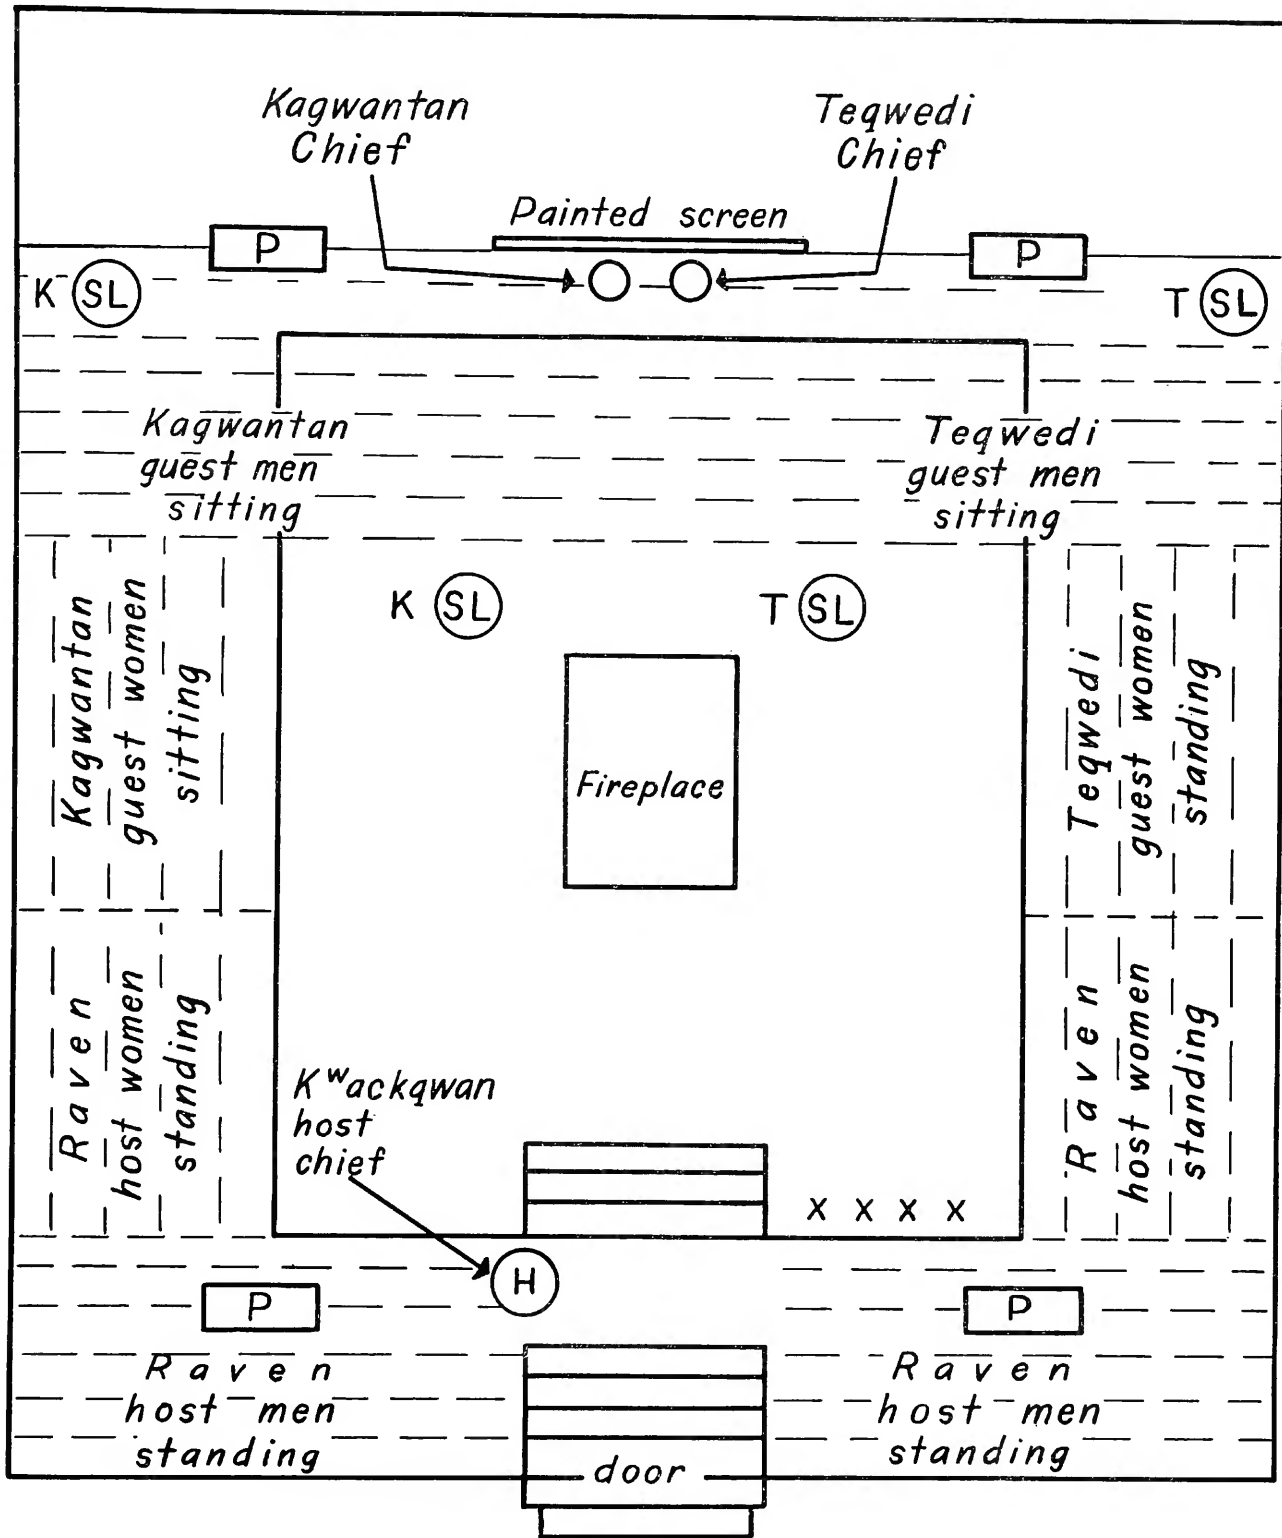 Kagwantan
Chief
Teqwedi
Chief
Painted screen
P
P
K SL
T SL
Kagwantan
guest men
sitting
Teqwedi
guest men
sitting
K SL
T SL
Kagwantan
guest women
sitting
Teqwedi
guest women
standing
Fireplace
Raven
host women
standing
Raven
host women
standing
Kʷackqwan
host
chief
X X X X
H
P
P
Raven
host men
standing
Raven
host men
standing
door